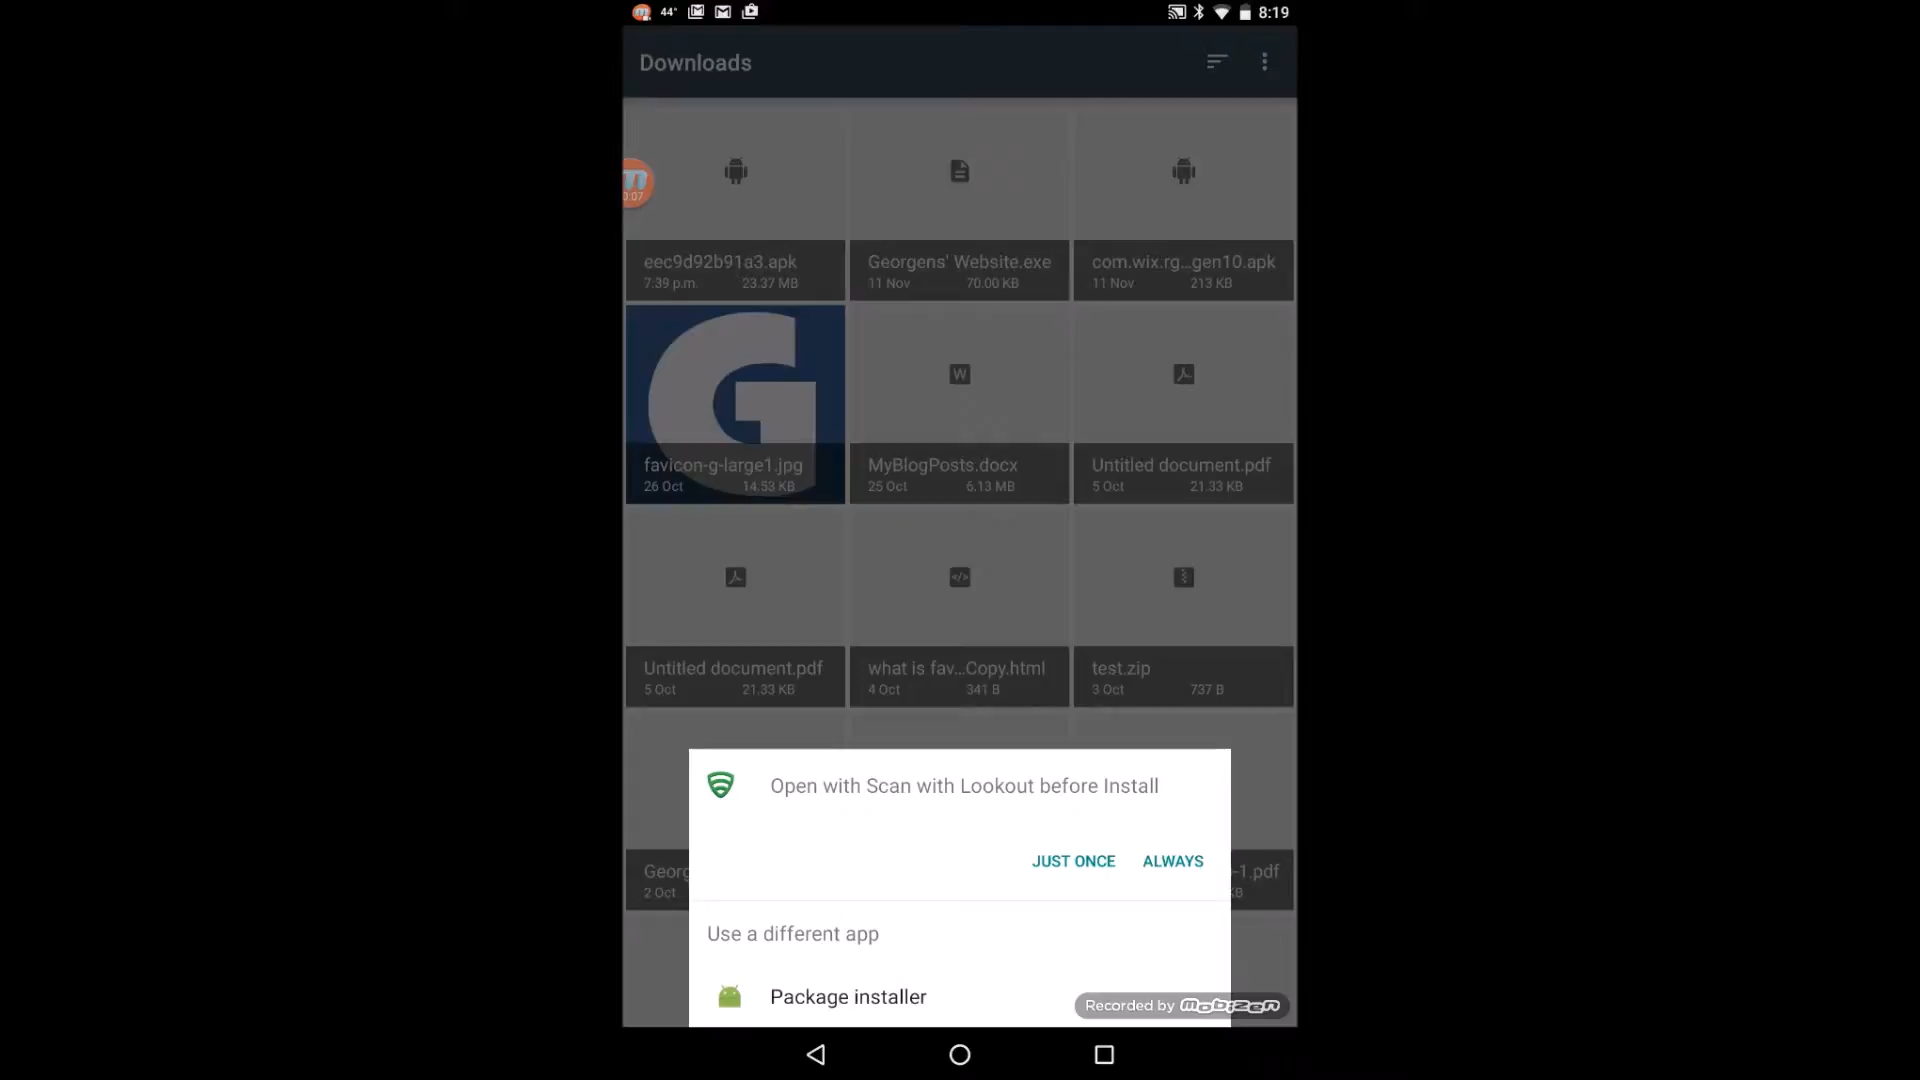 44°
8:19
Downloads
0:07
eec9d92b91a3.apk
7:39 p.m. 23.37 MB
Georgens' Website.exe
11 Nov 70.00 KB
com.wix.rg...gen10.apk
11 Nov 213 KB
favicon-g-large1.jpg
26 Oct 14.53 KB
W
MyBlogPosts.docx
25 Oct 6.13 MB
Untitled document.pdf
5 Oct 21.33 KB
Untitled document.pdf
5 Oct 21.33 KB
what is fav...Copy.html
4 Oct 341 B
test.zip
3 Oct 737 B
Georg
2 Oct
-1.pdf
KB
Open with Scan with Lookout before Install
JUST ONCE ALWAYS
Use a different app
Package installer
Recorded by mobizen